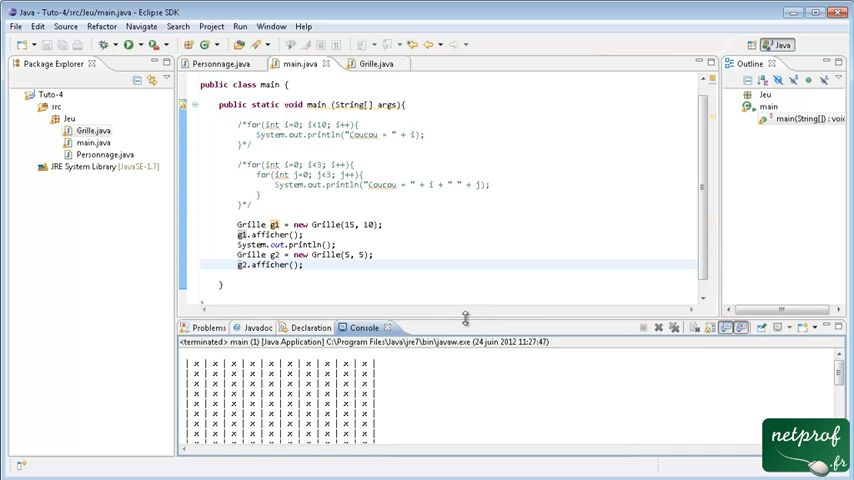 Java - Tuto-4/src/Jeu/main.java - Eclipse SDK
File Edit Source Refactor Navigate Search Project Run Window Help
Java
Package Explorer
Personnage.java main.java Grille.java
Outline
Tuto-4
src
Jeu
Grille.java
main.java
Personnage.java
JRE System Library [JavaSE-1.7]
public class main {
public static void main (String[] args){
/*for(int i=0; i<10; i++){
System.out.println("Coucou = " + i);
}*/
/*for(int i=0; i<3; i++){
for(int j=0; j<3; j++){
System.out.println("Coucou = " + i + " " + j);
}
}*/
Grille g1 = new Grille(15, 10);
g1.afficher();
System.out.println();
Grille g2 = new Grille(5, 5);
g2.afficher();
}
}
Jeu
main
main(String[]) : void
Problems Javadoc Declaration Console
<terminated> main (1) [Java Application] C:\Program Files\Java\jre7\bin\javaw.exe (24 juin 2012 11:27:47)
| x | x | x | x | x | x | x | x | x | x |
| x | x | x | x | x | x | x | x | x | x |
| x | x | x | x | x | x | x | x | x | x |
| x | x | x | x | x | x | x | x | x | x |
| x | x | x | x | x | x | x | x | x | x |
| x | x | x | x | x | x | x | x | x | x |
| x | x | x | x | x | x | x | x | x | x |
| x | x | x | x | x | x | x | x | x | x |
netprof
.fr